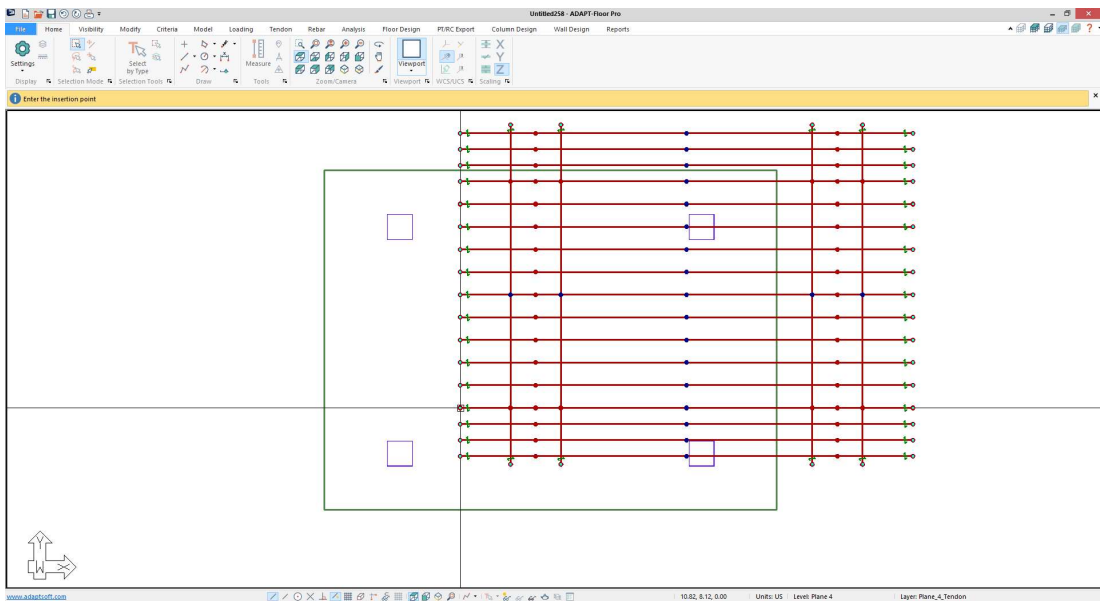 Untitled258 - ADAPT-Floor Pro
File Home Visibility Modify Criteria Model Loading Tendon Rebar Analysis Floor Design PT/RC Export Column Design Wall Design Reports
Settings
Select
by Type
Measure
Viewport
X
Y
Z
Display Selection Mode Selection Tools Draw Tools Zoom/Camera Viewport WCS/UCS Scaling
Enter the insertion point
Y
W X
www.adaptsoft.com 10.82, 8.12, 0.00 Units: US Level: Plane 4 Layer: Plane_4_Tendon